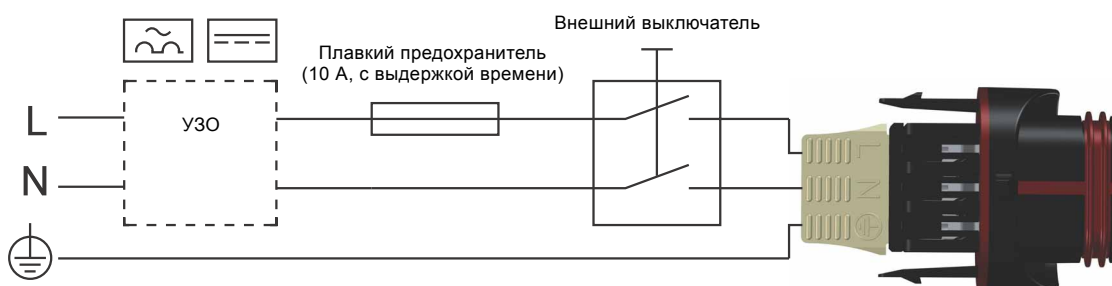 Внешний выключатель
Плавкий предохранитель
(10 А, с выдержкой времени)
УЗО
L
N
L
N